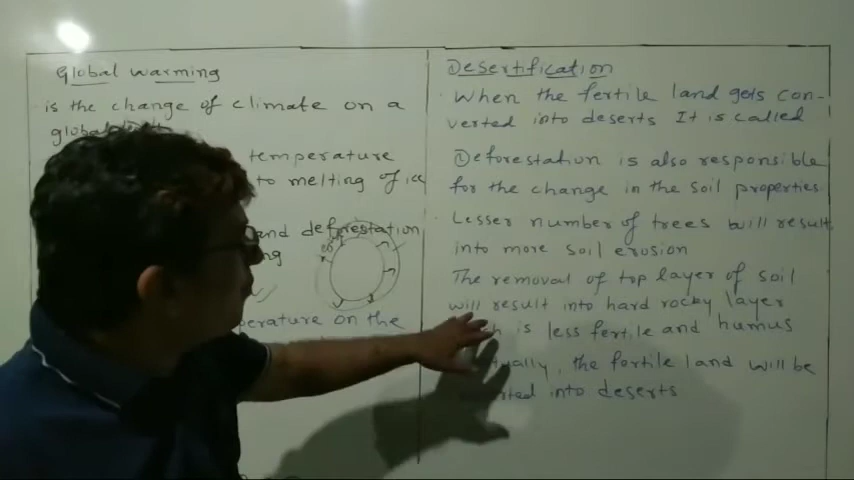 Global warming
is the change of climate on a
global
temperature
to melting of ice
and deforestation
perature on the
Desertification
When the fertile land gets con-
verted into deserts It is called
Deforestation is also responsible
for the change in the soil properties.
Lesser number of trees will result
into more soil erosion
The removal of top layer of soil
will result into hard rocky layer
is less fertile and humus
the fertile land will be
into deserts